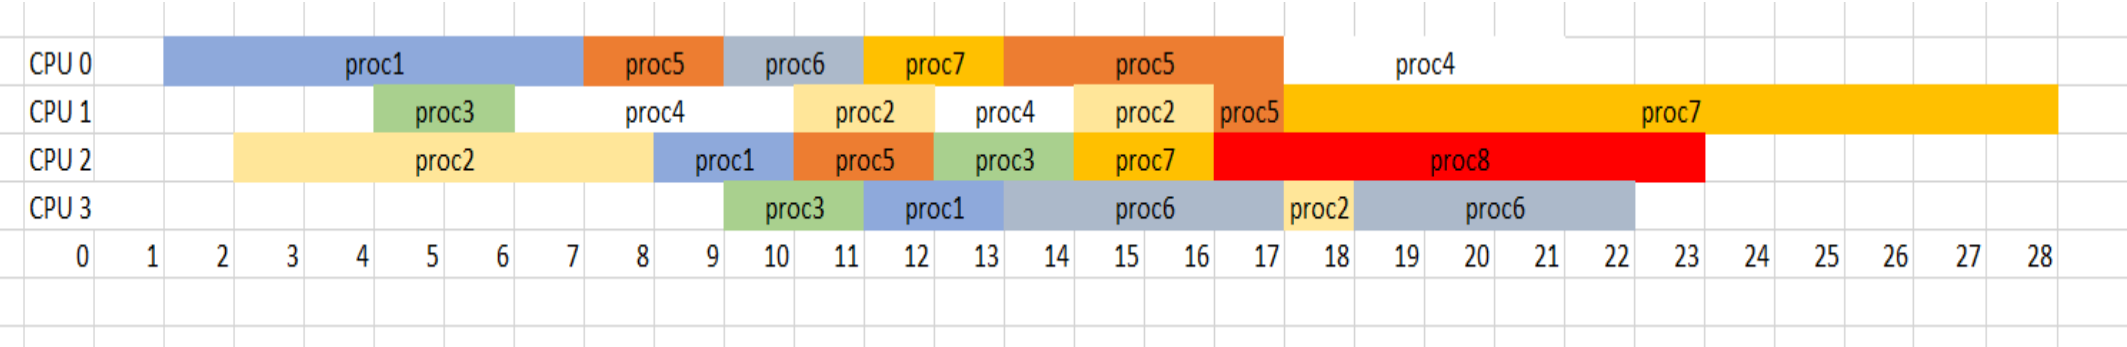 CPU 0 proc1 proc5 proc6 proc7 proc5 proc4
CPU 1 proc3 proc4 proc2 proc4 proc2 proc5 proc7
CPU 2 proc2 proc1 proc5 proc3 proc7 proc8
CPU 3 proc3 proc1 proc6 proc2 proc6
0 1 2 3 4 5 6 7 8 9 10 11 12 13 14 15 16 17 18 19 20 21 22 23 24 25 26 27 28